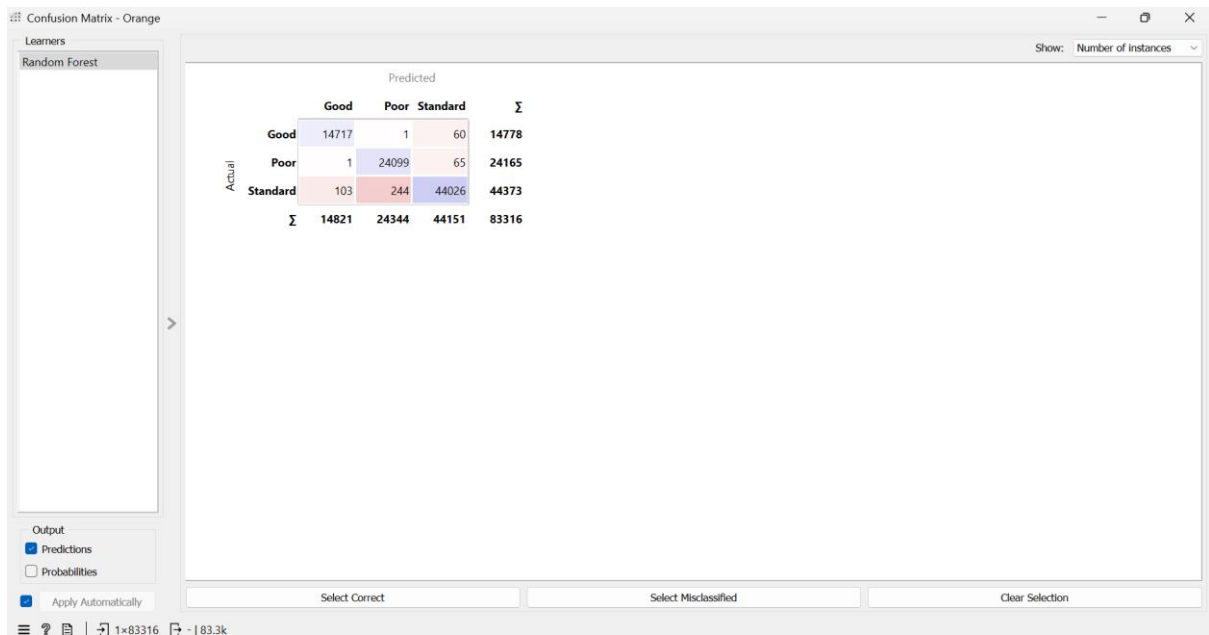 Confusion Matrix - Orange
Learners
Random Forest
Show: Number of instances
Predicted
Good Poor Standard Σ
Good 14717 1 60 14778
Actual
Poor 1 24099 65 24165
Standard 103 244 44026 44373
Σ 14821 24344 44151 83316
Output
Predictions
Probabilities
Apply Automatically
Select Correct Select Misclassified Clear Selection
1×83316 - | 83.3k